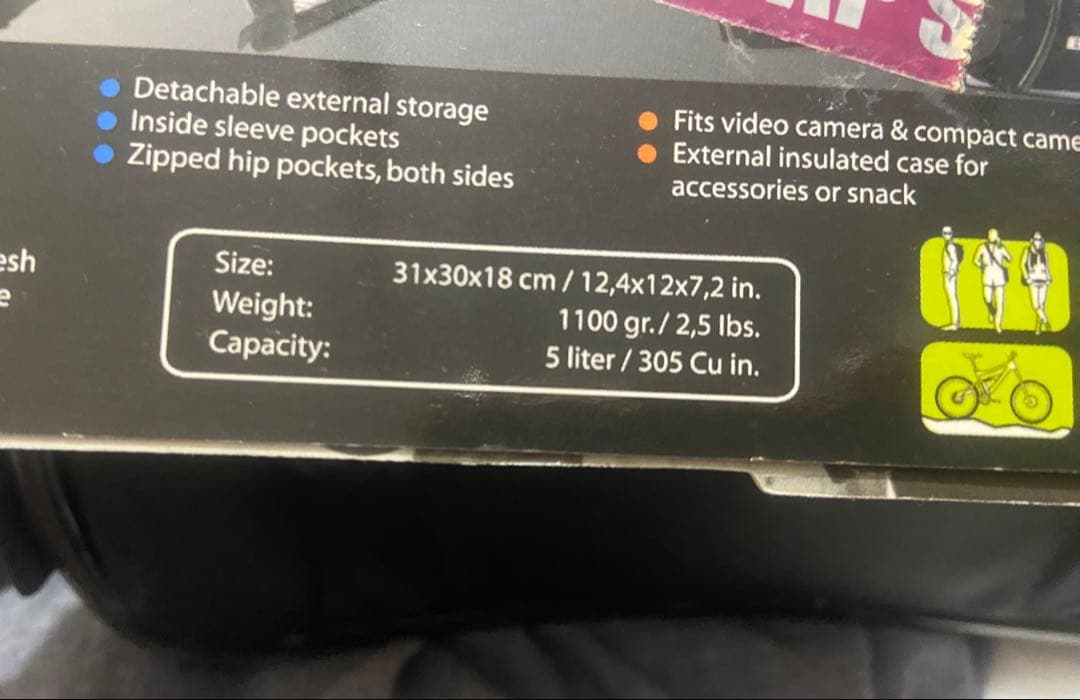 Detachable external storage
Inside sleeve pockets
Zipped hip pockets, both sides
Fits video camera & compact
External insulated case for
accessories or snack
Size: 31x30x18 cm / 12,4x12x7,2 in.
Weight: 1100 gr./ 2,5 lbs.
Capacity: 5 liter / 305 Cu in.